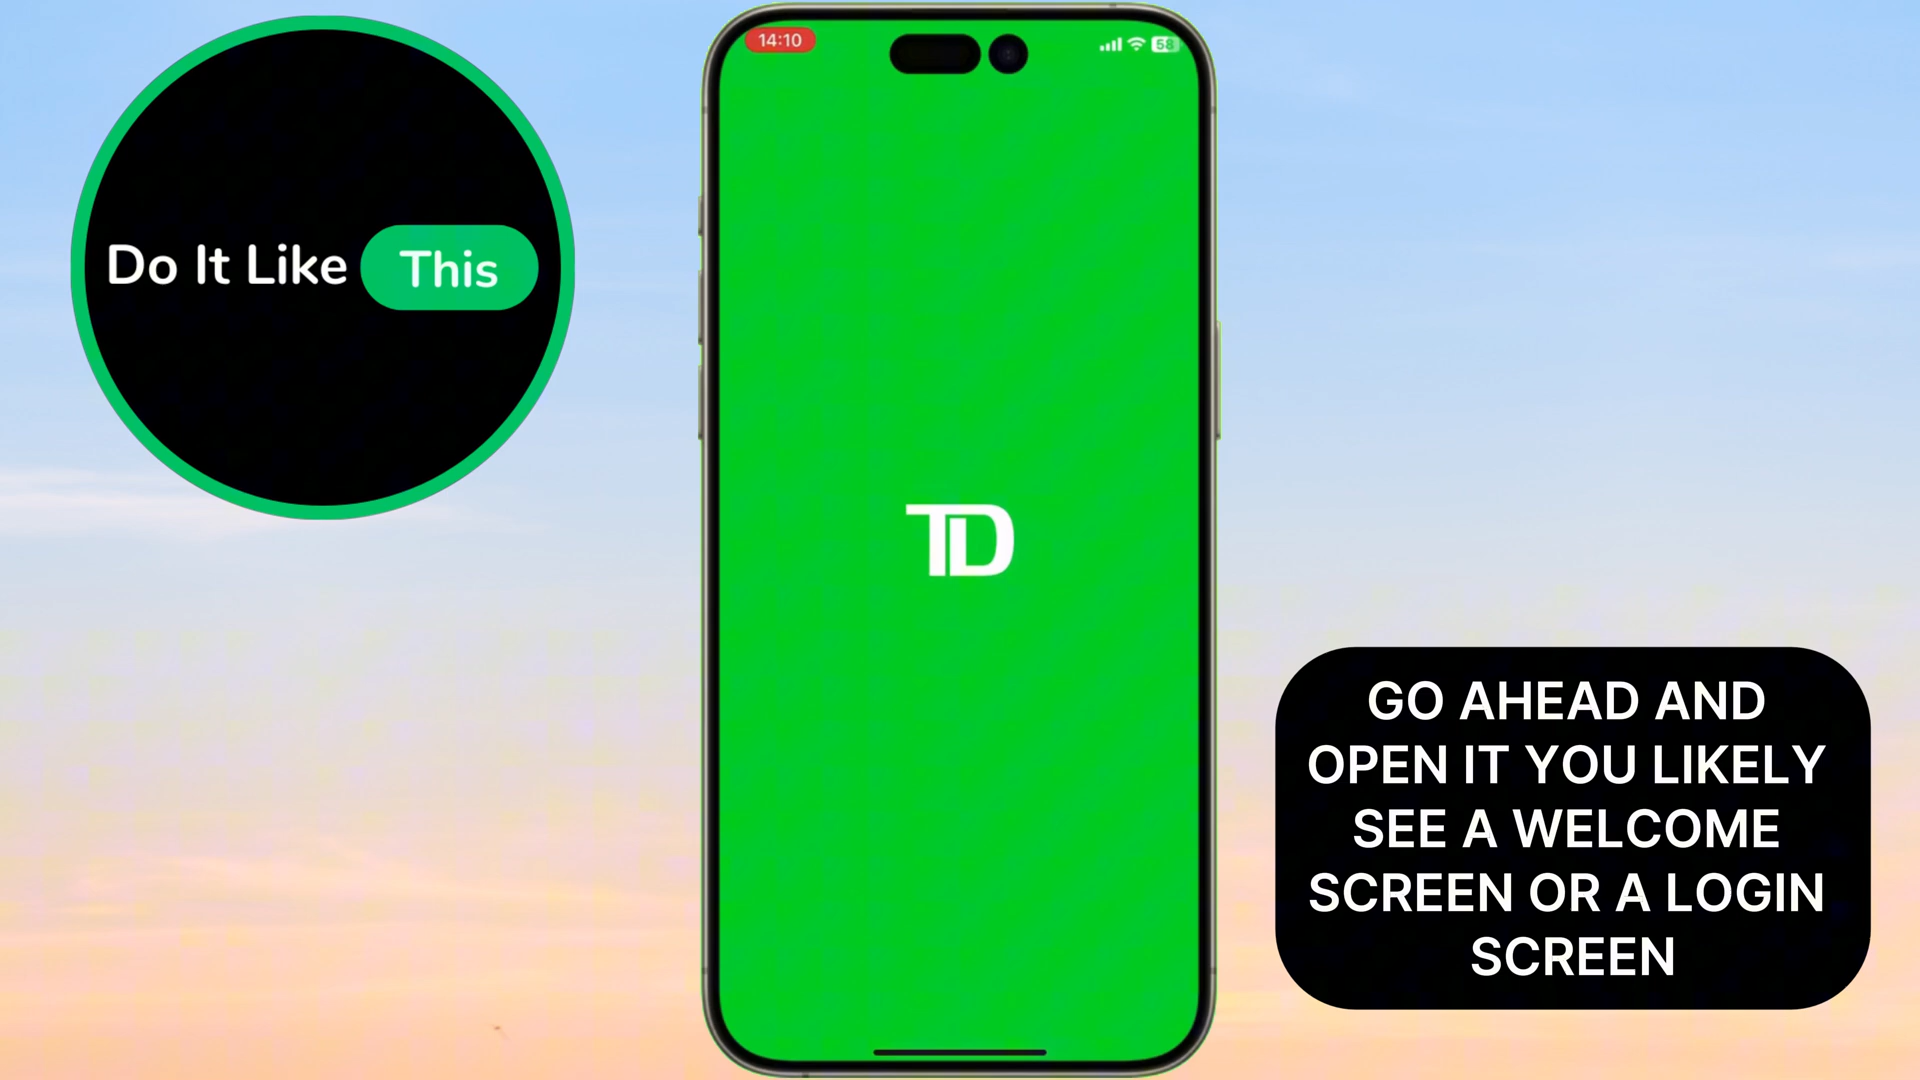 Do It Like This
14:10
58
TD
GO AHEAD AND
OPEN IT YOU LIKELY
SEE A WELCOME
SCREEN OR A LOGIN
SCREEN